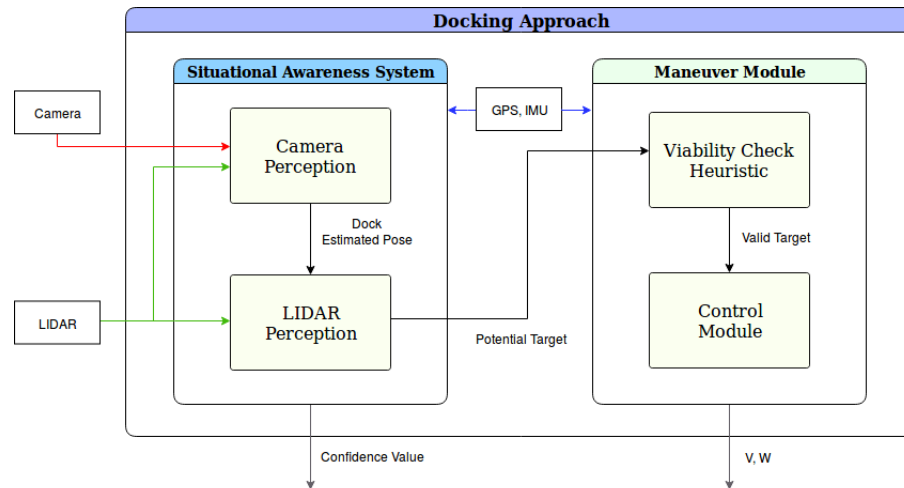 Docking Approach
Situational Awareness System
Maneuver Module
GPS, IMU
Camera
Camera
Perception
Viability Check
Heuristic
Dock
Estimated Pose
Valid Target
LIDAR
LIDAR
Perception
Control
Module
Potential Target
Confidence Value
V, W